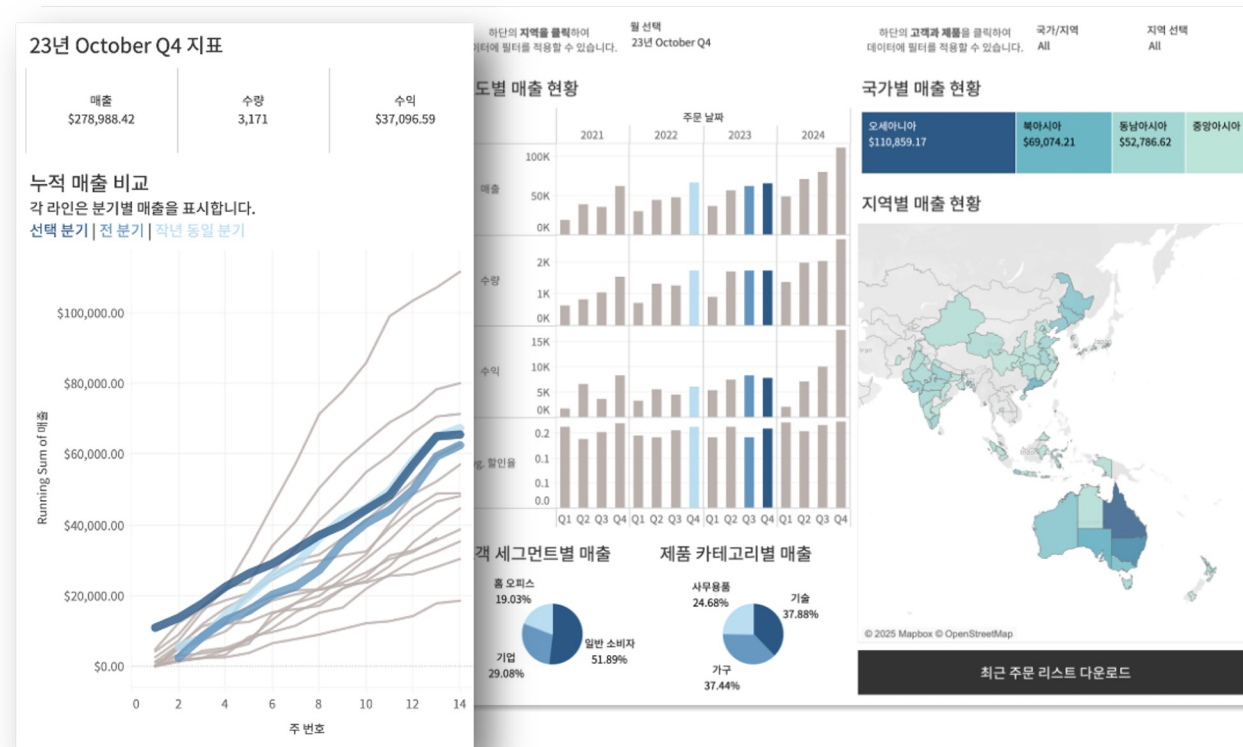 23년 October Q4 지표
매출
$278,988.42
수량
3,171
수익
$37,096.59
누적 매출 비교
각 라인은 분기별 매출을 표시합니다.
선택 분기 | 전 분기 | 작년 동일 분기
Running Sum of 매출
$100,000.00
$80,000.00
$60,000.00
$40,000.00
$20,000.00
$0.00
0 2 4 6 8 10 12 14
주 번호
하단의 지역을 클릭하여
필터를 적용할 수 있습니다.
월 선택
23년 October Q4
도별 매출 현황
주문 날짜
2021 2022 2023 2024
매출
100K
50K
0K
수량
2K
1K
0K
수익
15K
10K
5K
0K
할인율
0.2
0.1
0.1
0.0
Q1 Q2 Q3 Q4 Q1 Q2 Q3 Q4 Q1 Q2 Q3 Q4 Q1 Q2 Q3 Q4
객 세그먼트별 매출
홈 오피스
19.03%
일반 소비자
51.89%
기업
29.08%
제품 카테고리별 매출
사무용품
24.68%
기술
37.88%
가구
37.44%
하단의 고객과 제품을 클릭하여
데이터에 필터를 적용할 수 있습니다.
국가/지역
All
지역 선택
All
국가별 매출 현황
오세아니아
$110,859.17
북아시아
$69,074.21
동남아시아
$52,786.62
중앙아시아
지역별 매출 현황
© 2025 Mapbox © OpenStreetMap
최근 주문 리스트 다운로드